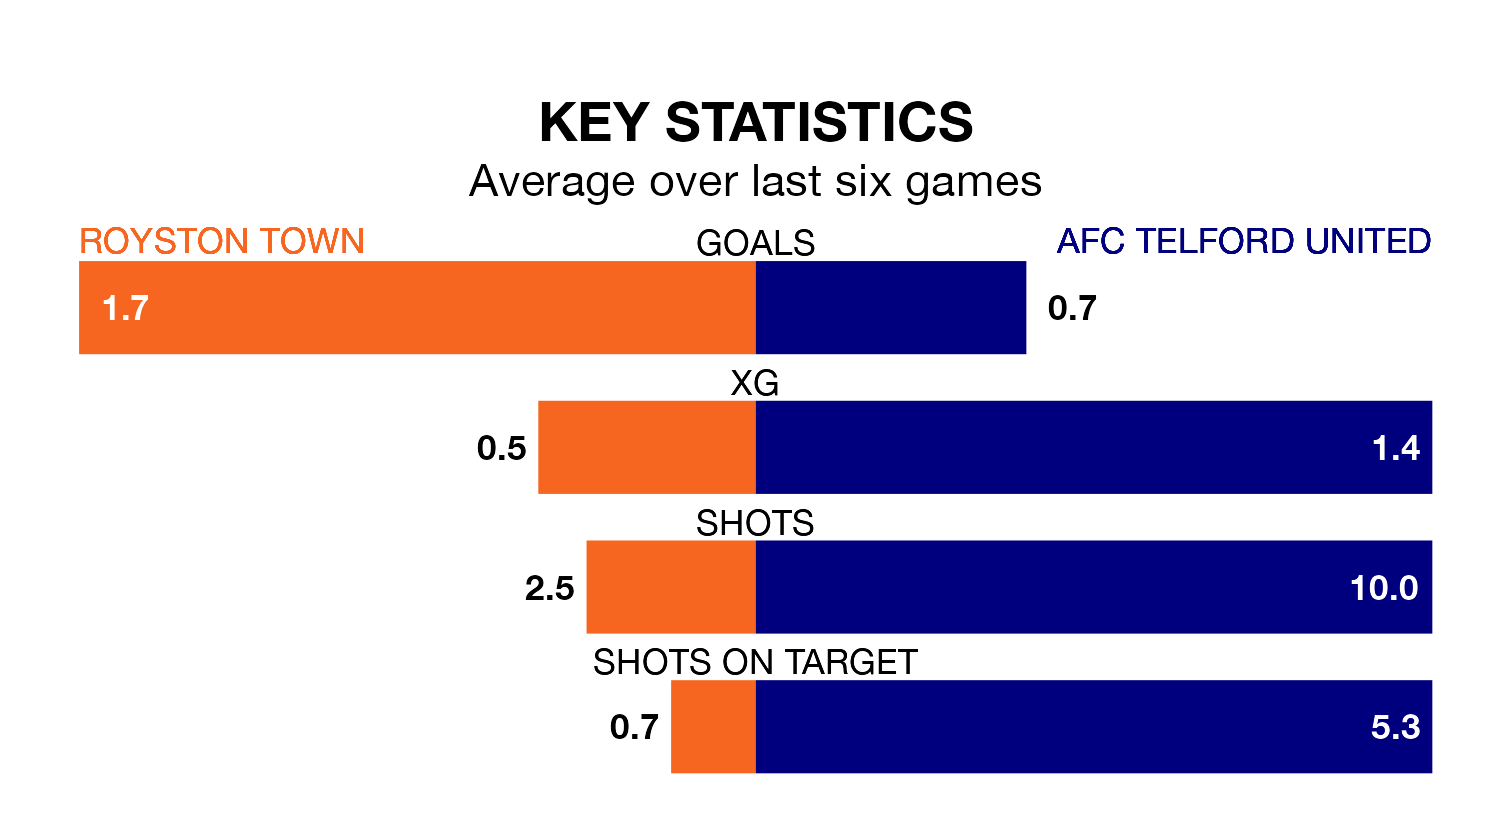 KEY STATISTICS
Average over last six games
ROYSTON TOWN GOALS AFC TELFORD UNITED
1.7 0.7
XG
0.5 1.4
SHOTS
2.5 10.0
SHOTS ON TARGET
0.7 5.3